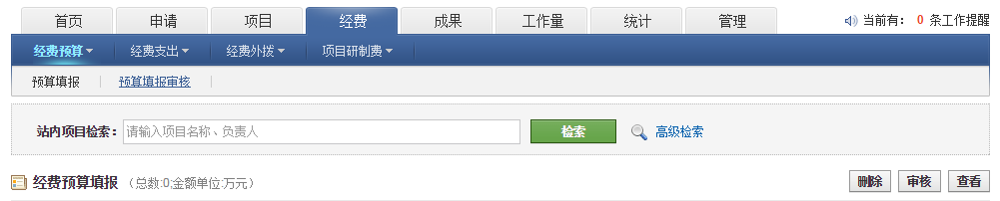 首页 申请 项目 经费 成果 工作量 统计 管理 当前有： 0 条工作提醒
经费预算 经费支出 经费外拨 项目研制费
预算填报 预算填报审核
站内项目检索： 请输入项目名称、负责人 检索 高级检索
经费预算填报 （总数:0;金额单位:万元） 删除 审核 查看